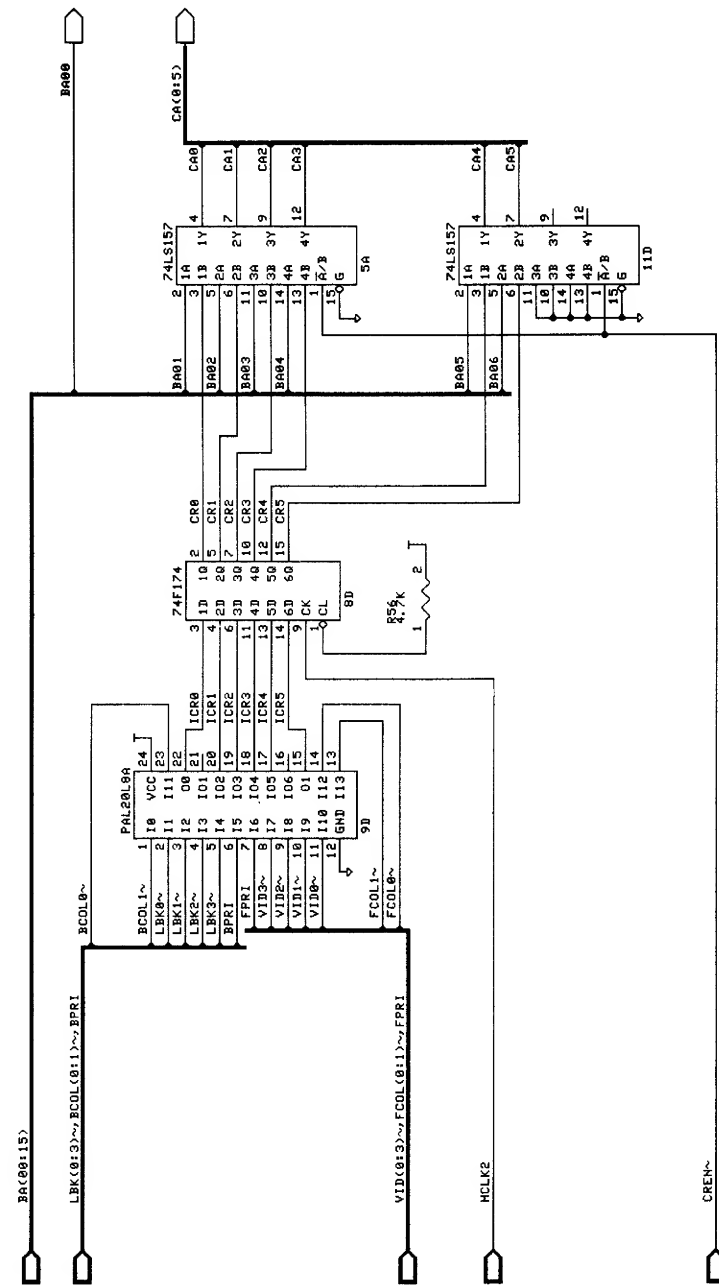 BA(00:15)
LBK(0:3)~,BCOL(0:1)~,BPRI
VID(0:3)~,FCOL(0:1)~,FPRI
HCLK2
CREN~
BCOL0~
BCOL1~
LBK0~
LBK1~
LBK2~
LBK3~
BPRI
FPRI
VID3~
VID2~
VID1~
VID0~
FCOL1~
FCOL0~
PAL20L8A
1 I0 VCC 24
2 I1 I11 23
3 I2 O0 22
4 I3 IO1 21
5 I4 IO2 20
6 I5 IO3 19
7 I6 IO4 18
8 I7 IO5 17
9 I8 IO6 16
10 I9 O1 15
11 I10 I12 14
12 GND I13 13
9D
ICR0
ICR1
ICR2
ICR3
ICR4
ICR5
74F174
3 1D 1Q 2
4 2D 2Q 5
6 3D 3Q 7
11 4D 4Q 10
13 5D 5Q 12
14 6D 6Q 15
9 CK
1 CL
8D
CR0
CR1
CR2
CR3
CR4
CR5
R56
4.7K
1 2
BA01
BA02
BA03
BA04
BA05
BA06
74LS157
2 1A 1Y 4
3 1B
5 2A 2Y 7
6 2B
11 3A 3Y 9
10 3B
14 4A 4Y 12
13 4B
1 A/B
15 G
5A
74LS157
2 1A 1Y 4
3 1B
5 2A 2Y 7
6 2B
11 3A 3Y 9
10 3B
14 4A 4Y 12
13 4B
1 A/B
15 G
11D
CA0
CA1
CA2
CA3
CA4
CA5
BA00
CA(0:5)